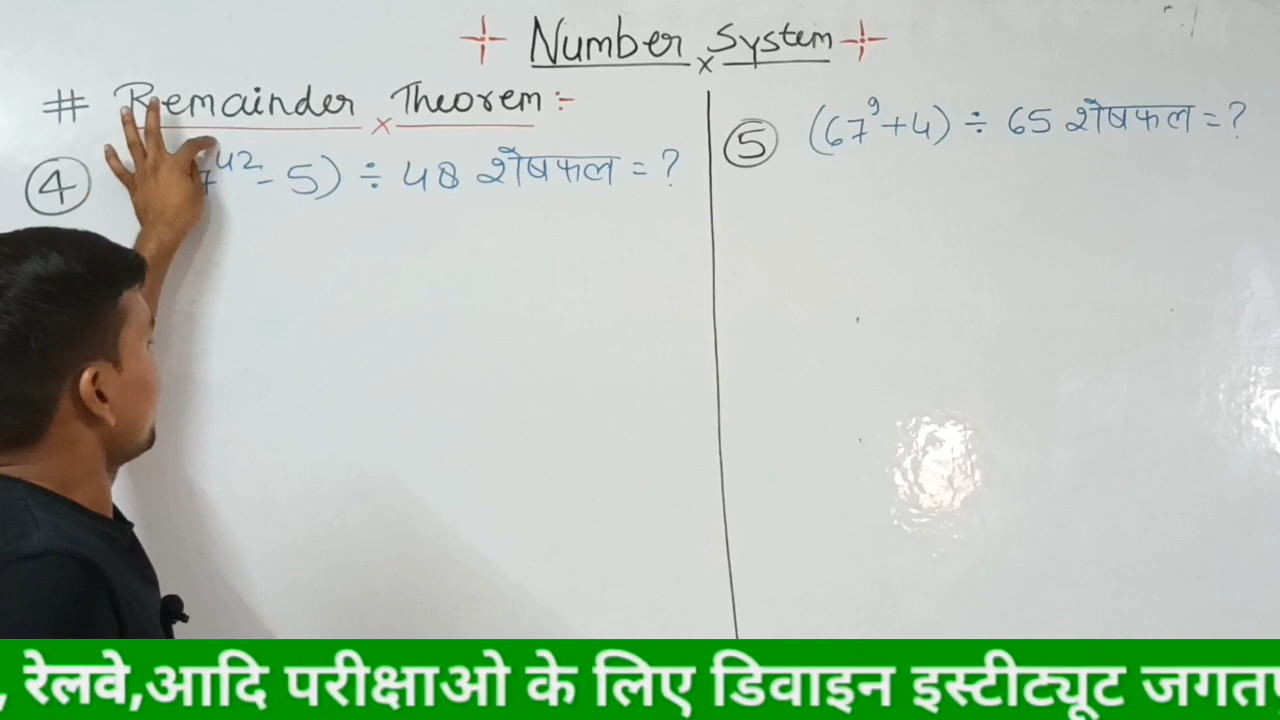 Number System
# Remainder Theorem :-
④ 7⁴² - 5) ÷ 48 शेषफल = ?
⑤ (67⁹ + 4) ÷ 65 शेषफल = ?
, रेलवे,आदि परीक्षाओ के लिए डिवाइन इस्टीट्यूट